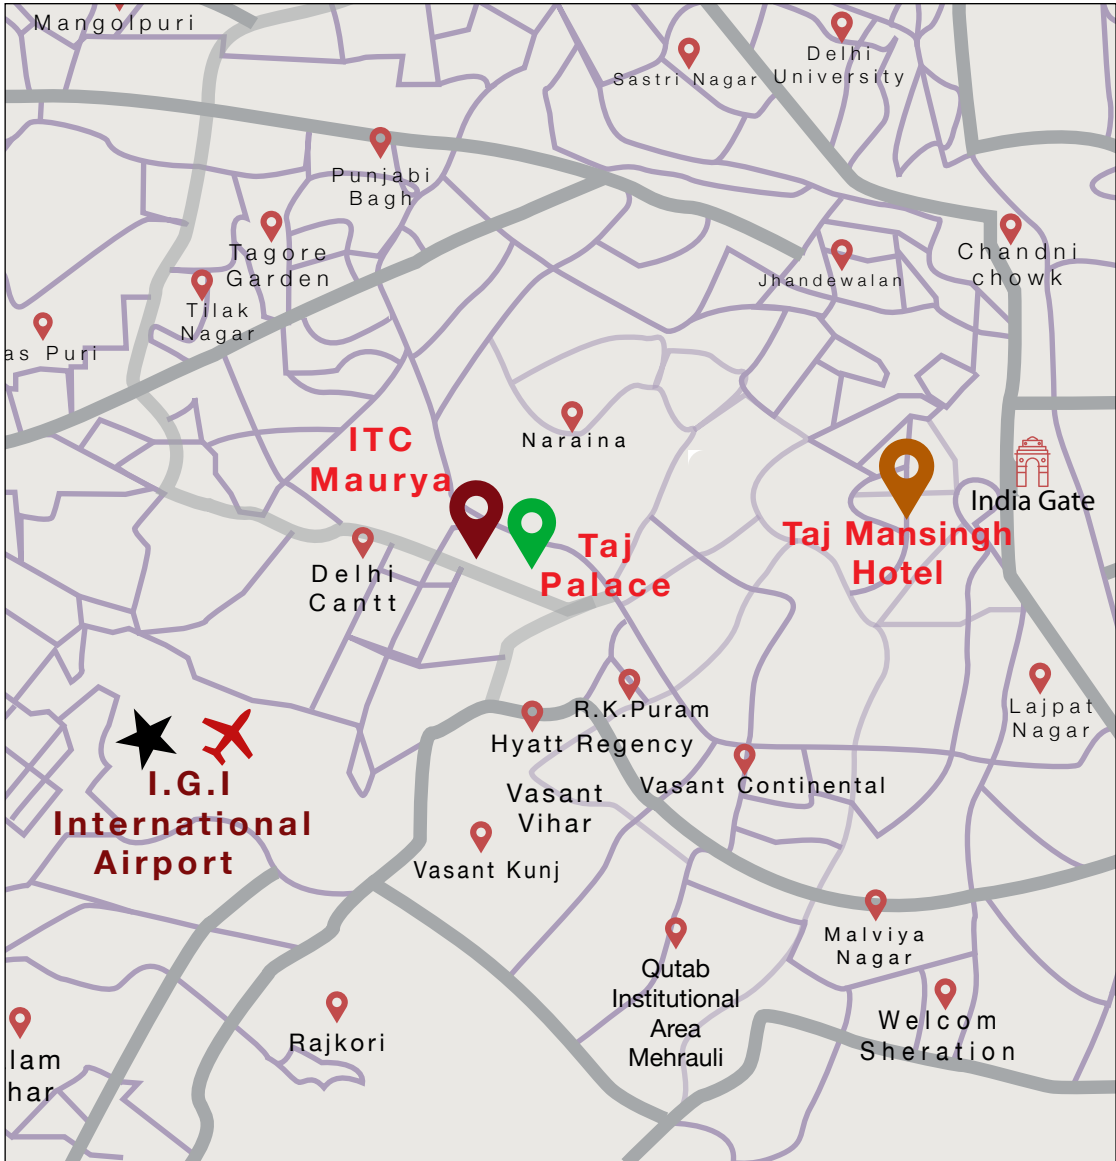 Mangolpuri
Delhi
University
Sastri Nagar
Punjabi
Bagh
Tagore
Garden
Chandni
chowk
Jhandewalan
Tilak
Nagar
as Puri
ITC
Maurya
Naraina
India Gate
Taj Mansingh
Hotel
Taj
Palace
Delhi
Cantt
R.K.Puram
Lajpat
Nagar
Hyatt Regency
I.G.I
International
Airport
Vasant Continental
Vasant
Vihar
Vasant Kunj
Malviya
Nagar
Qutab
Institutional
Area
Mehrauli
Welcom
Sheration
Rajkori
lam
har